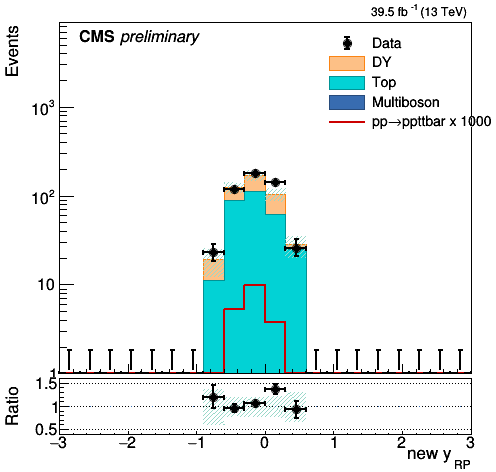 39.5 fb⁻¹ (13 TeV)
CMS preliminary
Events
Data
DY
Top
Multiboson
pp→ppttbar x 1000
10³
10²
10
1
Ratio
1.5
1
0.5
−3 −2 −1 0 1 2 3
new y_RP